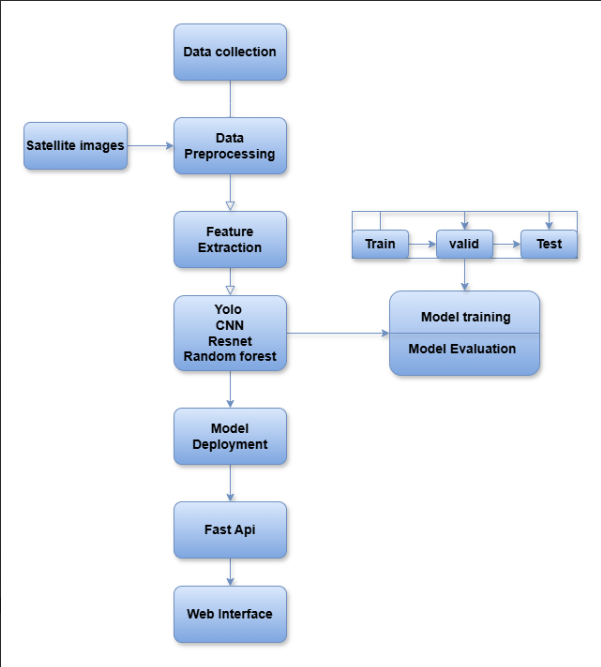 Data collection
Satellite images
Data
Preprocessing
Feature
Extraction
Train
valid
Test
Yolo
CNN
Resnet
Random forest
Model training
Model Evaluation
Model
Deployment
Fast Api
Web Interface